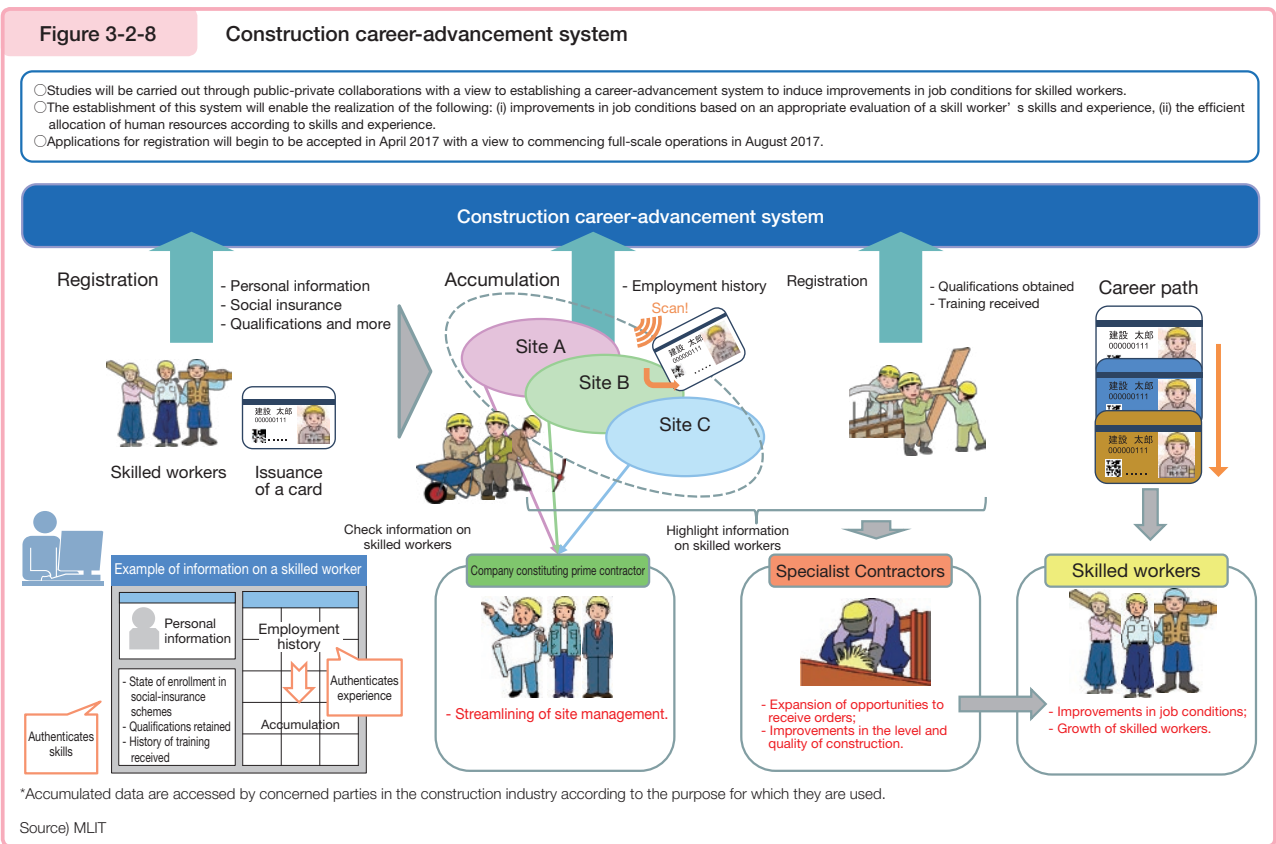 Figure 3-2-8
Construction career-advancement system
○Studies will be carried out through public-private collaborations with a view to establishing a career-advancement system to induce improvements in job conditions for skilled workers.
○The establishment of this system will enable the realization of the following: (i) improvements in job conditions based on an appropriate evaluation of a skill worker’ s skills and experience, (ii) the efficient
allocation of human resources according to skills and experience.
○Applications for registration will begin to be accepted in April 2017 with a view to commencing full-scale operations in August 2017.
Construction career-advancement system
Registration
- Personal information
- Social insurance
- Qualifications and more
Skilled workers
建設 太郎
000000111
Issuance
of a card
Accumulation
- Employment history
Scan!
建設 太郎
000000111
Site A
Site B
Site C
Registration
- Qualifications obtained
- Training received
Career path
建設 太郎
000000111
建設 太郎
000000111
建設 太郎
000000111
Check information on
skilled workers
Highlight information
on skilled workers
Example of information on a skilled worker
Personal
information
- State of enrollment in
social-insurance
schemes
- Qualifications retained
- History of training
received
Employment
history
Accumulation
Authenticates
skills
Authenticates
experience
Company constituting prime contractor
- Streamlining of site management.
Specialist Contractors
- Expansion of opportunities to
receive orders;
- Improvements in the level and
quality of construction.
Skilled workers
- Improvements in job conditions;
- Growth of skilled workers.
*Accumulated data are accessed by concerned parties in the construction industry according to the purpose for which they are used.
Source) MLIT